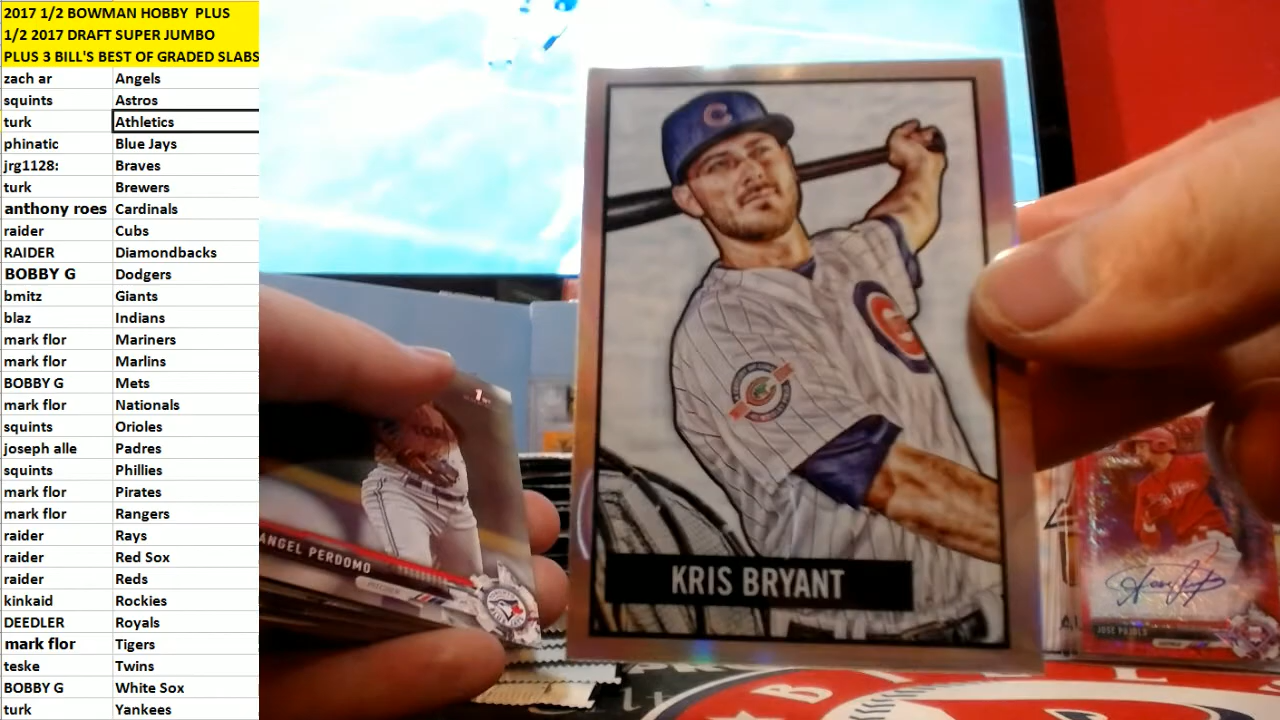 2017 1/2 BOWMAN HOBBY PLUS
1/2 2017 DRAFT SUPER JUMBO
PLUS 3 BILL'S BEST OF GRADED SLABS
zach ar Angels
squints Astros
turk Athletics
phinatic Blue Jays
jrg1128: Braves
turk Brewers
anthony roes Cardinals
raider Cubs
RAIDER Diamondbacks
BOBBY G Dodgers
bmitz Giants
blaz Indians
mark flor Mariners
mark flor Marlins
BOBBY G Mets
mark flor Nationals
squints Orioles
joseph alle Padres
squints Phillies
mark flor Pirates
mark flor Rangers
raider Rays
raider Red Sox
raider Reds
kinkaid Rockies
DEEDLER Royals
mark flor Tigers
teske Twins
BOBBY G White Sox
turk Yankees
ANGEL PERDOMO
KRIS BRYANT
JOSE PUJOLS